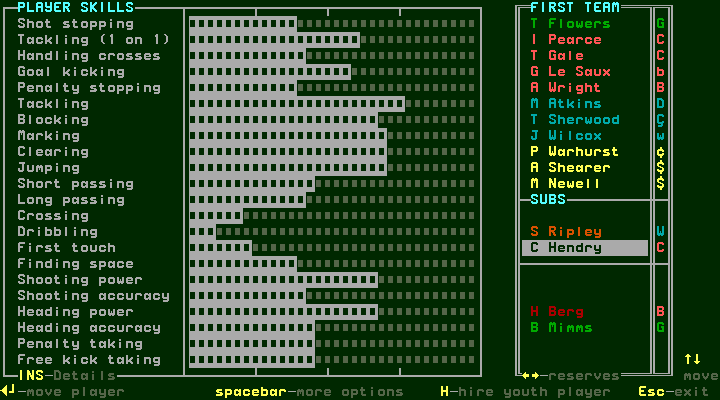 PLAYER SKILLS
Shot stopping
Tackling (1 on 1)
Handling crosses
Goal kicking
Penalty stopping
Tackling
Blocking
Marking
Clearing
Jumping
Short passing
Long passing
Crossing
Dribbling
First touch
Finding space
Shooting power
Shooting accuracy
Heading power
Heading accuracy
Penalty taking
Free kick taking
INS-Details
FIRST TEAM
T Flowers G
I Pearce C
T Gale C
G Le Saux b
A Wright B
M Atkins D
T Sherwood Ç
J Wilcox w
P Warhurst ¢
A Shearer $
M Newell $
SUBS
S Ripley W
C Hendry C
H Berg B
B Mimms G
↔-reserves
↑↓
move
↵-move player
spacebar-more options
H-hire youth player
Esc-exit